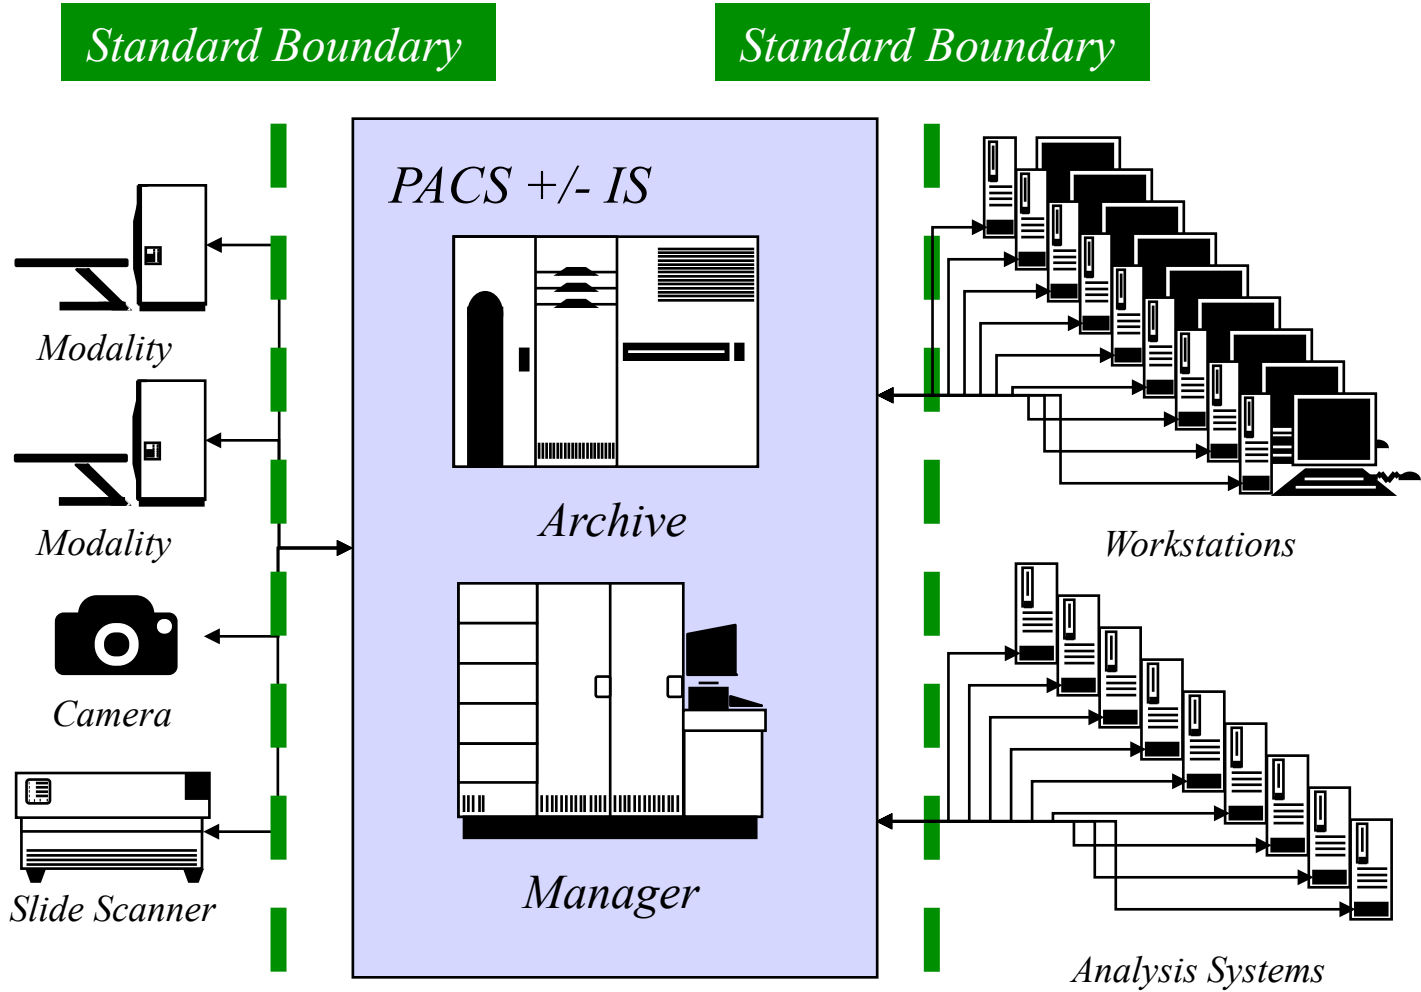 Standard Boundary
Standard Boundary
PACS +/- IS
Modality
Modality
Camera
Slide Scanner
Archive
Manager
Workstations
Analysis Systems